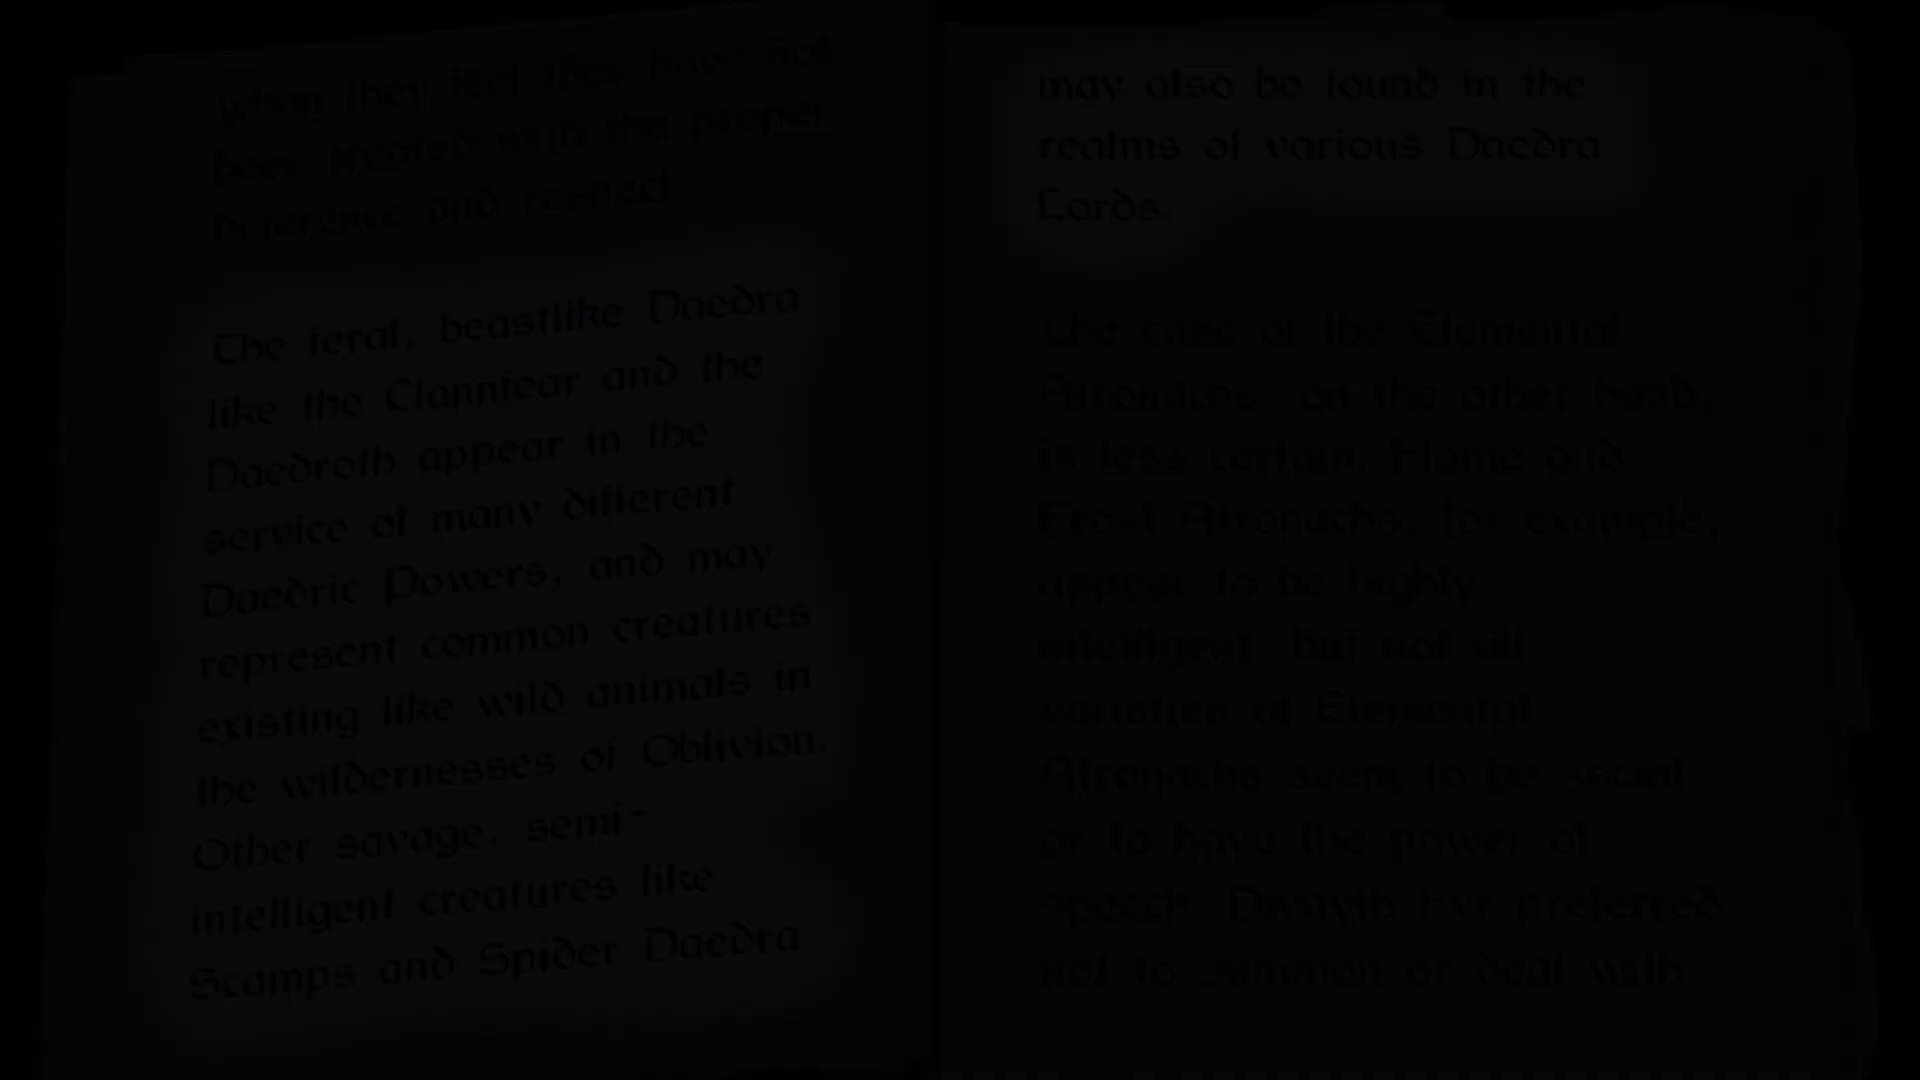 When they feel they have not
been treated with the proper
deference and respect.
The feral, beastlike Daedra
like the Clannfear and the
Daedroth appear in the
service of many different
Daedric Powers, and may
represent common creatures
existing like wild animals in
the wildernesses of Oblivion.
Other savage, semi-
intelligent creatures like
Scamps and Spider Daedra
may also be found in the
realms of various Daedra
Lords.
The case of the Elemental
Atronachs, on the other hand,
is less certain. Flame and
Frost Atronachs, for example,
appear to be highly
intelligent, but not all
varieties of Elemental
Atronachs seem to be social
or to have the power of
speech. Divayth Fyr preferred
not to summon or deal with